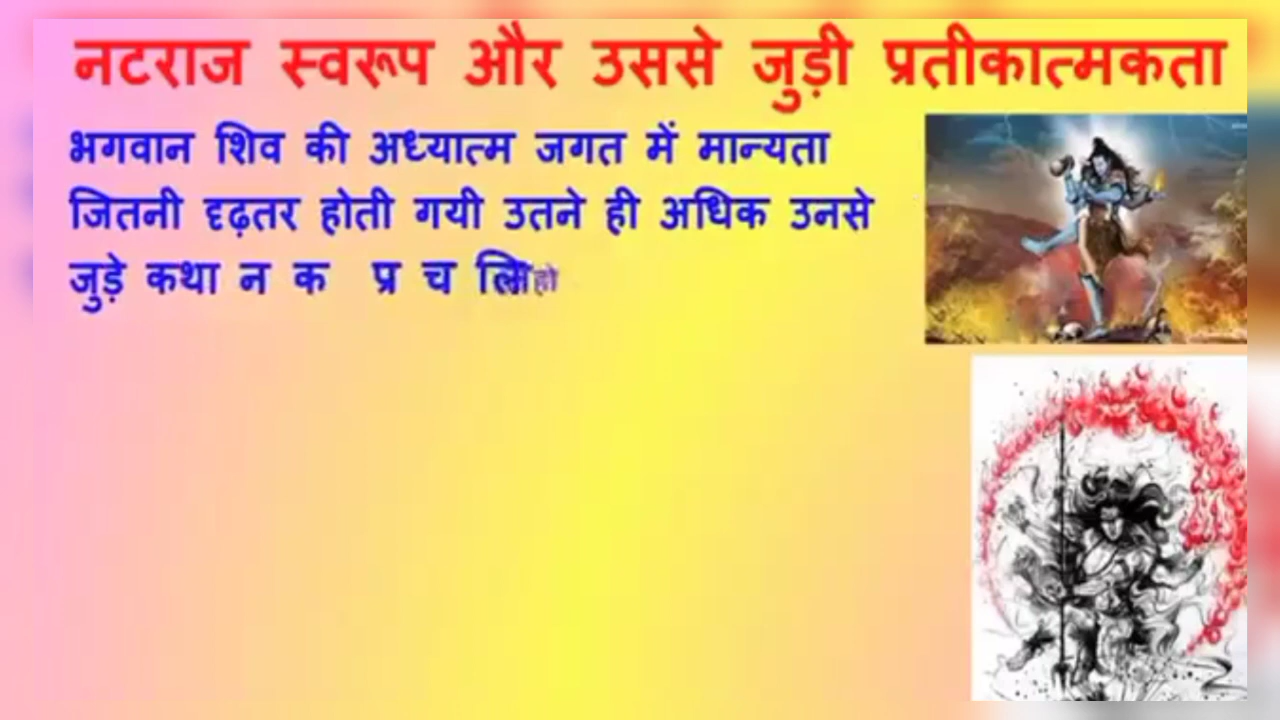 नटराज स्वरूप और उससे जुड़ी प्रतीकात्मकता
भगवान शिव की अध्यात्म जगत में मान्यता
जितनी दृढ़तर होती गयी उतने ही अधिक उनसे
जुड़े कथा न क प्र च